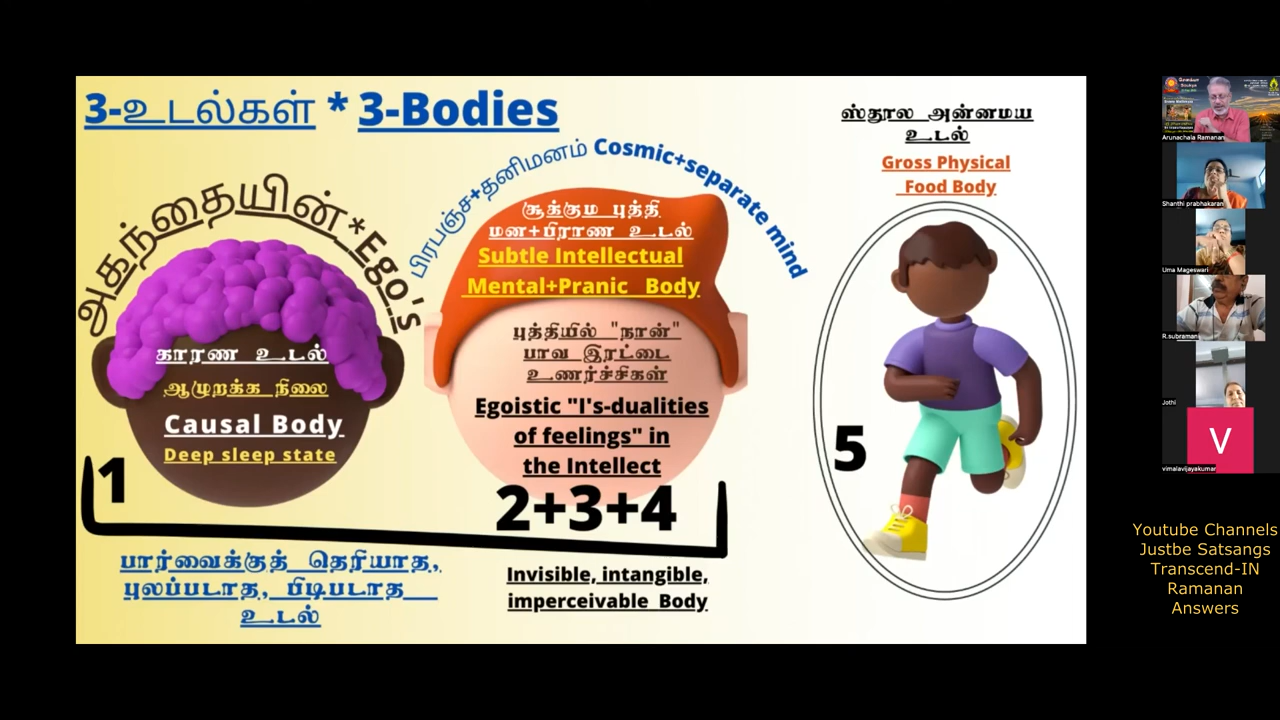 3-உடல்கள் * 3-Bodies
அகந்தையின்*Ego's
காரண உடல்
ஆழுறக்க நிலை
Causal Body
Deep sleep state
1
பிரபஞ்ச+தனிமனம் Cosmic+separate mind
சூக்கும புத்தி
மன+பிராண உடல்
Subtle Intellectual
Mental+Pranic Body
புத்தியில் "நான்"
பாவ இரட்டை
உணர்ச்சிகள்
Egoistic "I's-dualities
of feelings" in
the Intellect
2+3+4
பார்வைக்குத் தெரியாத,
புலப்படாத, பிடிபடாத
உடல்
Invisible, intangible,
imperceivable Body
ஸ்தூல அன்னமய
உடல்
Gross Physical
Food Body
5
Arunachala Ramanan
Shanthi prabhakaran
Uma Mageswari
R.subramani
Jothi
V
vimalavijayakumar
Youtube Channels
Justbe Satsangs
Transcend-IN
Ramanan
Answers